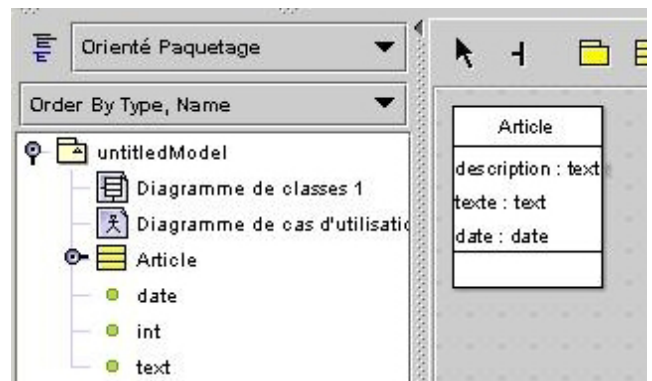 Orienté Paquetage
Order By Type, Name
untitledModel
Diagramme de classes 1
Diagramme de cas d'utilisatio
Article
date
int
text
Article
description : text
texte : text
date : date